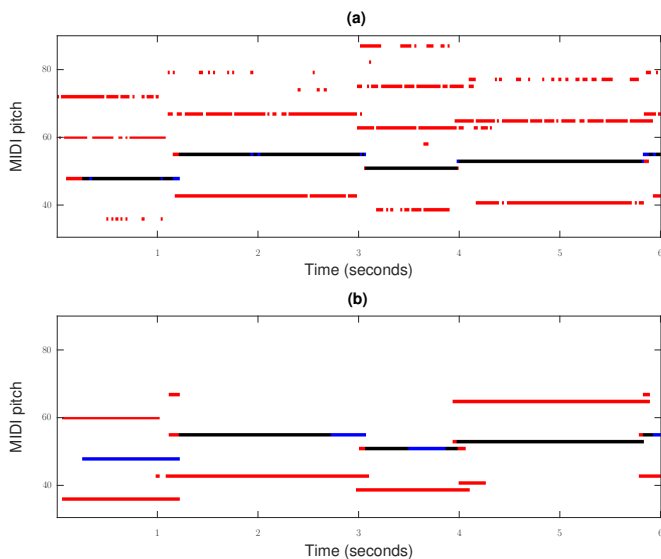 (a)
80
60
40
MIDI pitch
1 2 3 4 5 6
Time (seconds)
(b)
80
60
40
MIDI pitch
1 2 3 4 5 6
Time (seconds)